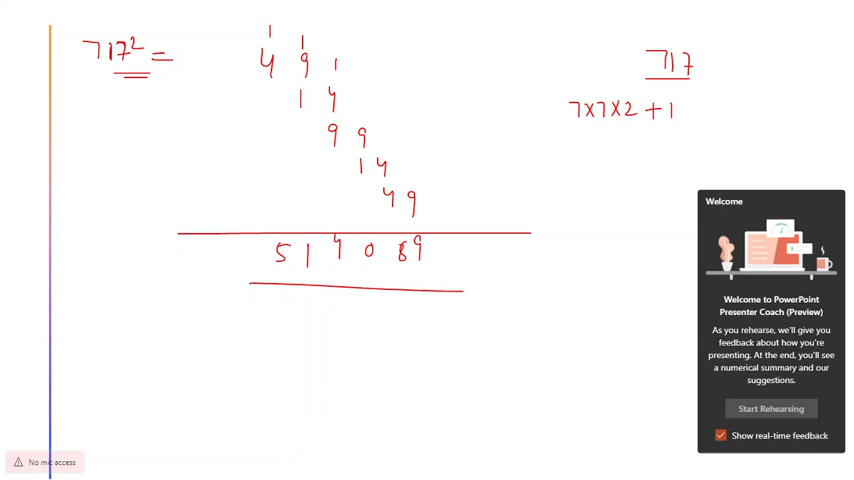 717² =
1 1 1
4 9
1 4
9 9
1 4
4 9
5 1 4 0 8 9
717
7×7×2 + 1
Welcome
Welcome to PowerPoint
Presenter Coach (Preview)
As you rehearse, we'll give you
feedback about how you're
presenting. At the end, you'll see
a numerical summary and our
suggestions.
Start Rehearsing
Show real-time feedback
No mic access